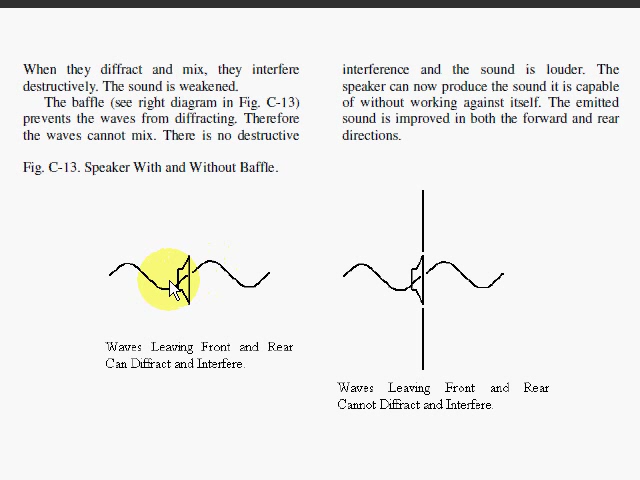 When they diffract and mix, they interfere
destructively. The sound is weakened.
The baffle (see right diagram in Fig. C-13)
prevents the waves from diffracting. Therefore
the waves cannot mix. There is no destructive
interference and the sound is louder. The
speaker can now produce the sound it is capable
of without working against itself. The emitted
sound is improved in both the forward and rear
directions.
Fig. C-13. Speaker With and Without Baffle.
Waves Leaving Front and Rear
Can Diffract and Interfere.
Waves Leaving Front and Rear
Cannot Diffract and Interfere.